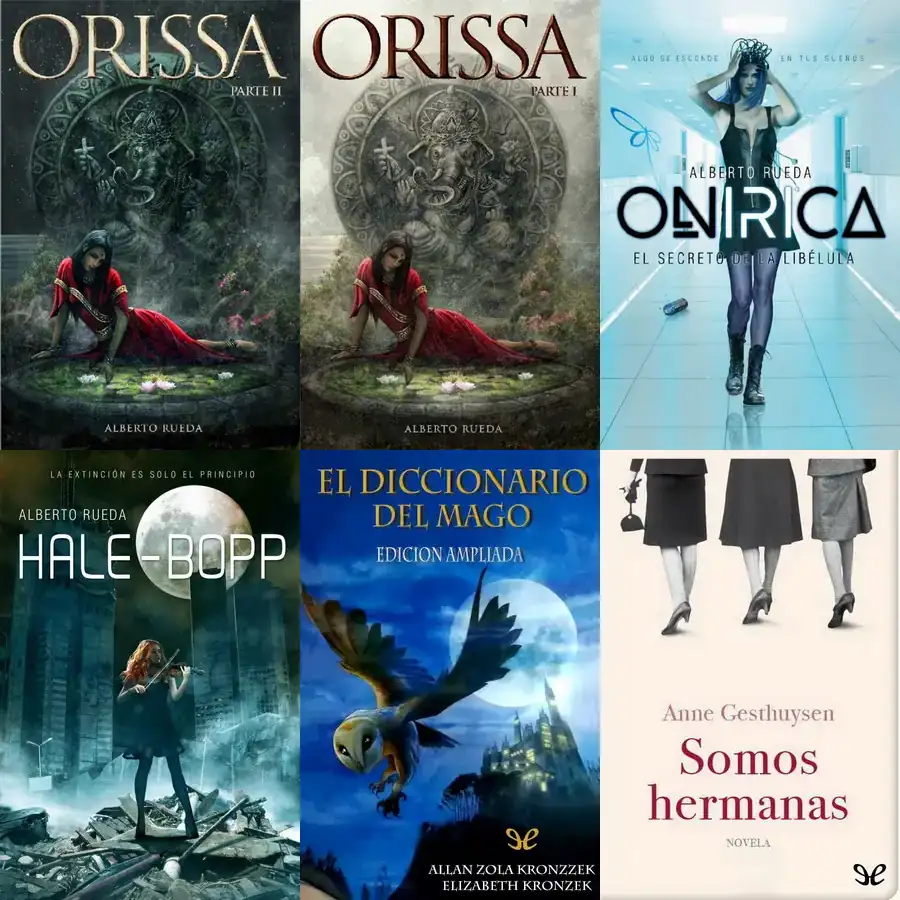 ORISSA
PARTE II
ALBERTO RUEDA
ORISSA
PARTE I
ALBERTO RUEDA
ALGO SE ESCONDE EN TUS SUEÑOS
ALBERTO RUEDA
ONIRICA
EL SECRETO DE LA LIBÉLULA
LA EXTINCIÓN ES SOLO EL PRINCIPIO
ALBERTO RUEDA
HALE-BOPP
EL DICCIONARIO
DEL MAGO
EDICION AMPLIADA
ALLAN ZOLA KRONZZEK
ELIZABETH KRONZEK
Anne Gesthuysen
Somos
hermanas
NOVELA